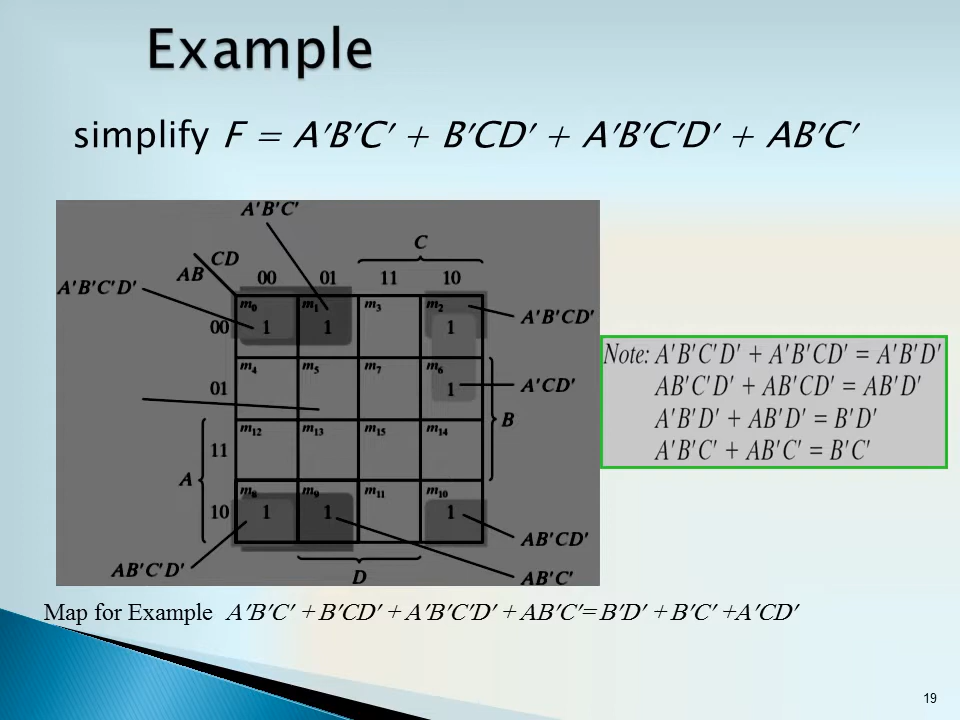 Example
simplify F = A′B′C′ + B′CD′ + A′B′C′D′ + AB′C′
A′B′C′
C
CD
AB
00 01 11 10
A′B′C′D′
m0 m1 m3 m2
00 1 1 1
A′B′CD′
m4 m5 m7 m6
01 1
A′CD′
B
m12 m13 m15 m14
11
A
m8 m9 m11 m10
10 1 1 1
AB′CD′
AB′C′D′
D
AB′C′
Note: A′B′C′D′ + A′B′CD′ = A′B′D′
AB′C′D′ + AB′CD′ = AB′D′
A′B′D′ + AB′D′ = B′D′
A′B′C′ + AB′C′ = B′C′
Map for Example A′B′C′ + B′CD′ + A′B′C′D′ + AB′C′= B′D′ + B′C′ +A′CD′
19